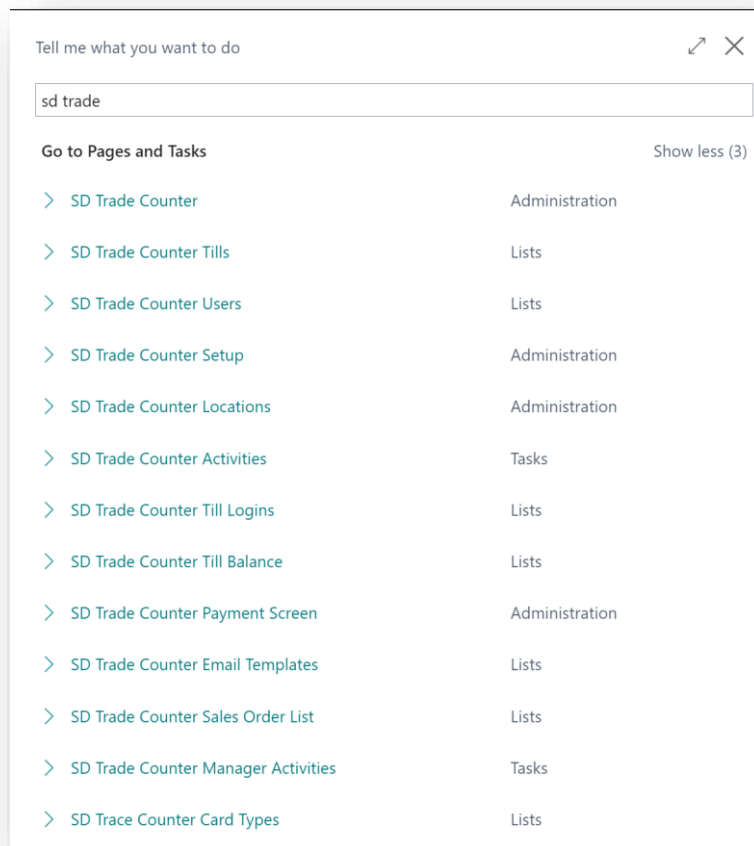 Tell me what you want to do
sd trade
Go to Pages and Tasks Show less (3)
SD Trade Counter Administration
SD Trade Counter Tills Lists
SD Trade Counter Users Lists
SD Trade Counter Setup Administration
SD Trade Counter Locations Administration
SD Trade Counter Activities Tasks
SD Trade Counter Till Logins Lists
SD Trade Counter Till Balance Lists
SD Trade Counter Payment Screen Administration
SD Trade Counter Email Templates Lists
SD Trade Counter Sales Order List Lists
SD Trade Counter Manager Activities Tasks
SD Trace Counter Card Types Lists